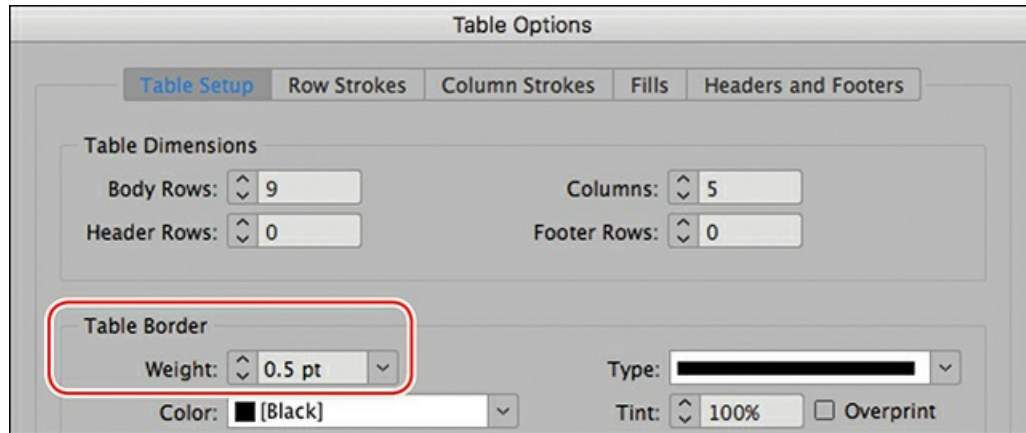 Table Options
Table Setup Row Strokes Column Strokes Fills Headers and Footers
Table Dimensions
Body Rows: 9 Columns: 5
Header Rows: 0 Footer Rows: 0
Table Border
Weight: 0.5 pt Type:
Color: [Black] Tint: 100% Overprint